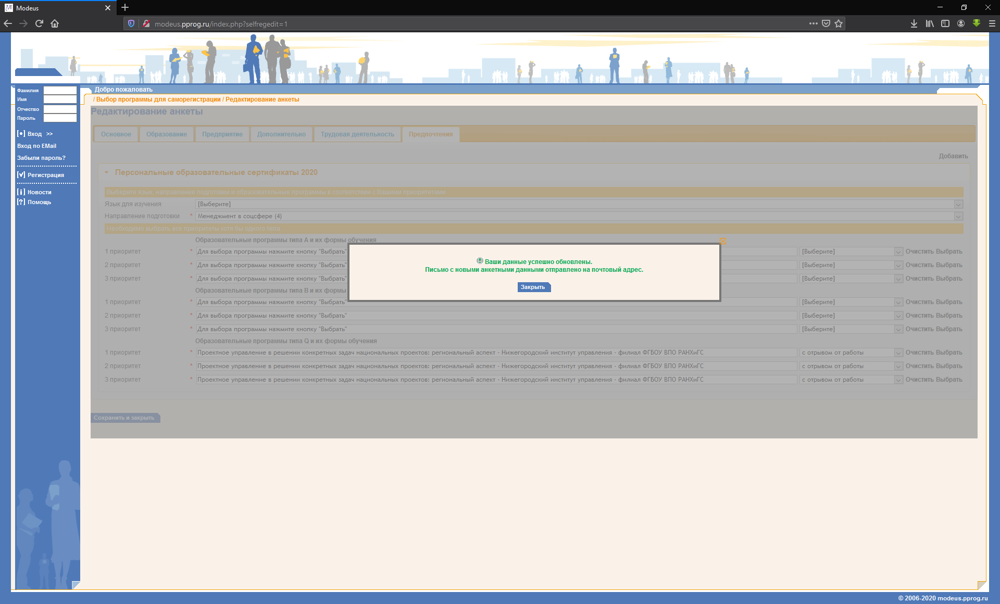 Modeus
modeus.pprog.ru/index.php?selfregedit=1
Фамилия
Имя
Отчество
Пароль
[•] Вход >>
Вход по EMail
Забыли пароль?
Регистрация
[i] Новости
[?] Помощь
Добро пожаловать
/ Выбор программы для саморегистрации / Редактирование анкеты
Редактирование анкеты
Основное Образование Предприятие Дополнительно Трудовая деятельность Предпочтения
Добавить
Персональные образовательные сертификаты 2020
Выберите язык, направление подготовки и образовательные программы в соответствии с Вашими приоритетами
Язык для изучения [Выберите]
Направление подготовки * Менеджмент в соцсфере (4)
Необходимо выбрать все приоритеты хотя бы одного типа
Образовательные программы типа А и их формы обучения
1 приоритет * Для выбора программы нажмите кнопку "Выбрать" [Выберите] Очистить Выбрать
2 приоритет * Для выбора программы нажмите кнопку "Выбрать" [Выберите] Очистить Выбрать
3 приоритет * Для выбора программы нажмите кнопку "Выбрать" [Выберите] Очистить Выбрать
Образовательные программы типа В и их формы
1 приоритет * Для выбора программы нажмите кнопку "Выбрать" [Выберите] Очистить Выбрать
2 приоритет * Для выбора программы нажмите кнопку "Выбрать" [Выберите] Очистить Выбрать
3 приоритет * Для выбора программы нажмите кнопку "Выбрать" [Выберите] Очистить Выбрать
Образовательные программы типа Q и их формы обучения
1 приоритет * Проектное управление в решении конкретных задач национальных проектов: региональный аспект - Нижегородский институт управления - филиал ФГБОУ ВПО РАНХиГС с отрывом от работы Очистить Выбрать
2 приоритет * Проектное управление в решении конкретных задач национальных проектов: региональный аспект - Нижегородский институт управления - филиал ФГБОУ ВПО РАНХиГС с отрывом от работы Очистить Выбрать
3 приоритет * Проектное управление в решении конкретных задач национальных проектов: региональный аспект - Нижегородский институт управления - филиал ФГБОУ ВПО РАНХиГС с отрывом от работы Очистить Выбрать
Сохранить и закрыть
Ваши данные успешно обновлены.
Письмо с новыми анкетными данными отправлено на почтовый адрес.
Закрыть
© 2006-2020 modeus.pprog.ru